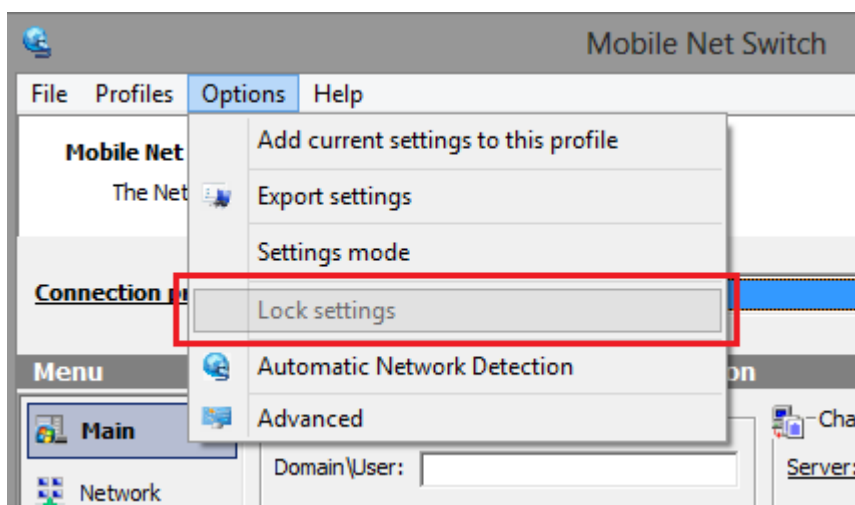 Mobile Net Switch
File Profiles Options Help
Add current settings to this profile
Mobile Net
The Net
Export settings
Settings mode
Connection
Lock settings
Menu
Automatic Network Detection
on
Main
Advanced
Cha
Domain\User:
Server:
Network